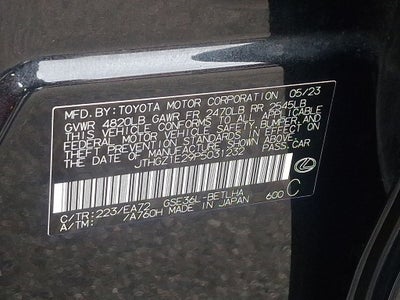 MFD. BY: TOYOTA MOTOR CORPORATION 05/23
GVWR 4820LB GAWR FR 2470LB RR 2545LB
THIS VEHICLE CONFORMS TO ALL APPLICABLE
FEDERAL MOTOR VEHICLE SAFETY, BUMPER, AND
THEFT PREVENTION STANDARDS IN EFFECT ON
THE DATE OF MANUFACTURE SHOWN ABOVE.
JTHGZ1E29P5031232 PASS. CAR
C/TR: 223/EA72 GSE36L-BETLHA
A/TM: /A760H MADE IN JAPAN 600 C